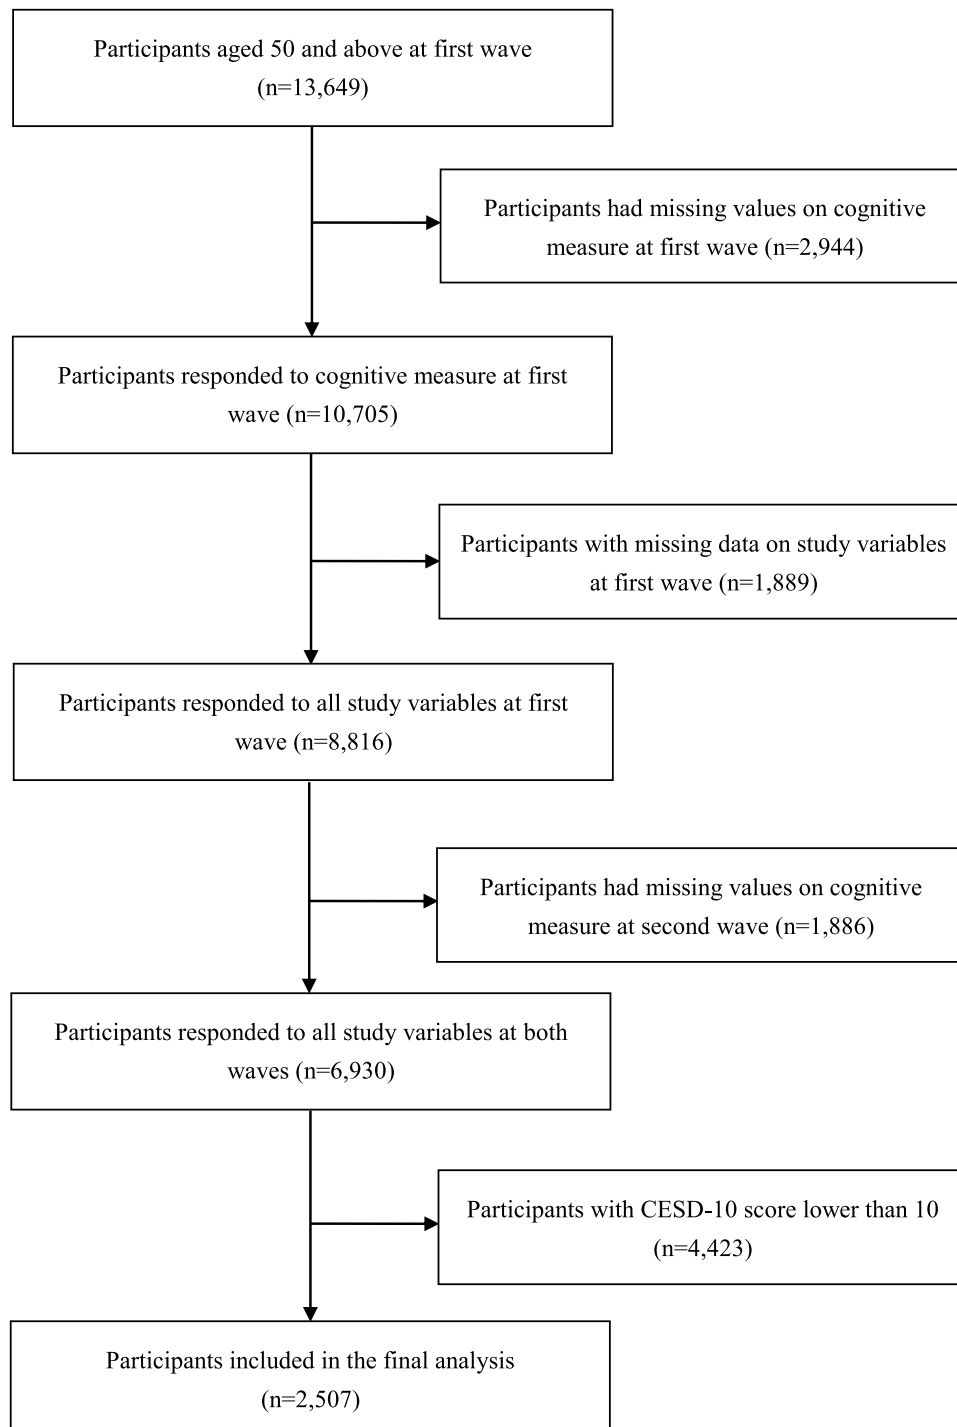 Participants aged 50 and above at first wave
(n=13,649)
Participants had missing values on cognitive
measure at first wave (n=2,944)
Participants responded to cognitive measure at first
wave (n=10,705)
Participants with missing data on study variables
at first wave (n=1,889)
Participants responded to all study variables at first
wave (n=8,816)
Participants had missing values on cognitive
measure at second wave (n=1,886)
Participants responded to all study variables at both
waves (n=6,930)
Participants with CESD-10 score lower than 10
(n=4,423)
Participants included in the final analysis
(n=2,507)